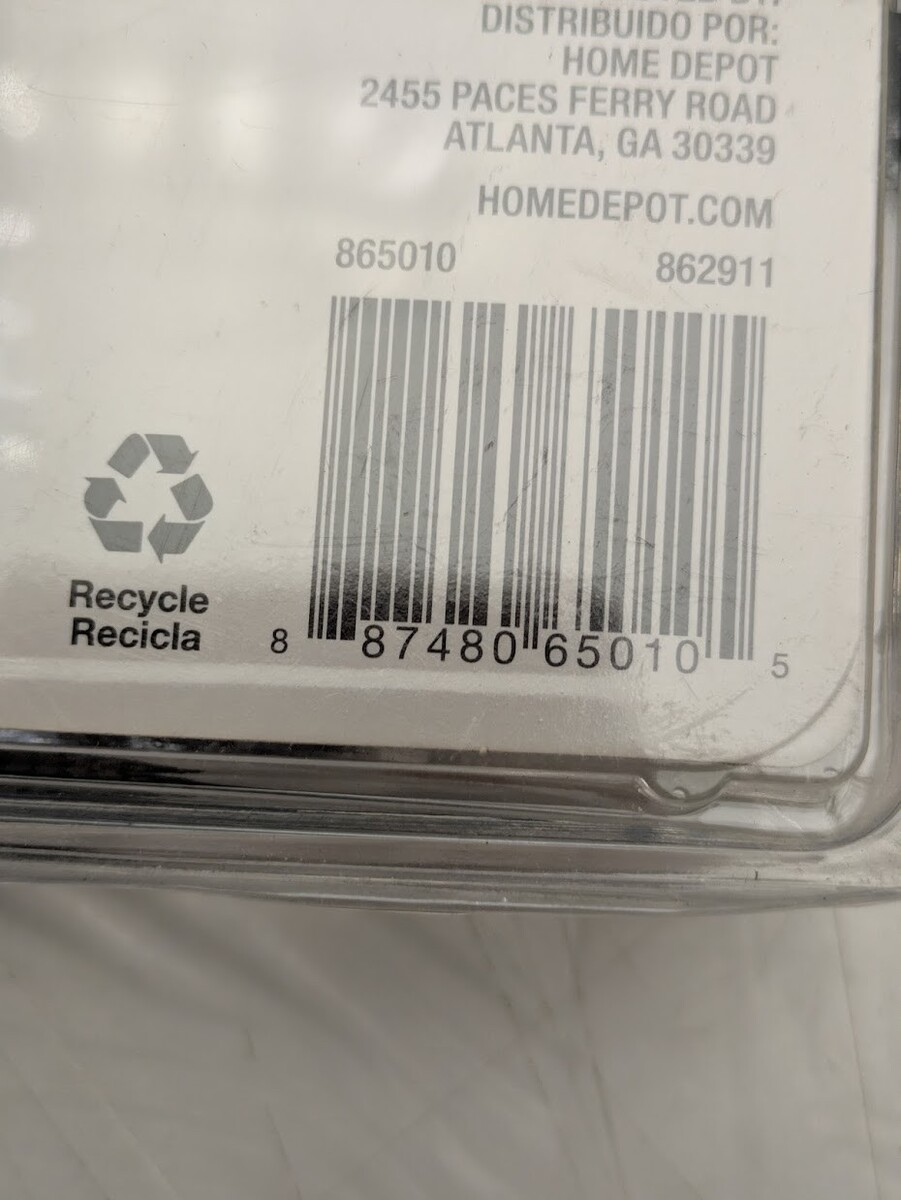 DISTRIBUIDO POR:
HOME DEPOT
2455 PACES FERRY ROAD
ATLANTA, GA 30339
HOMEDEPOT.COM
865010 862911
Recycle
Recicla
8 87480 65010 5